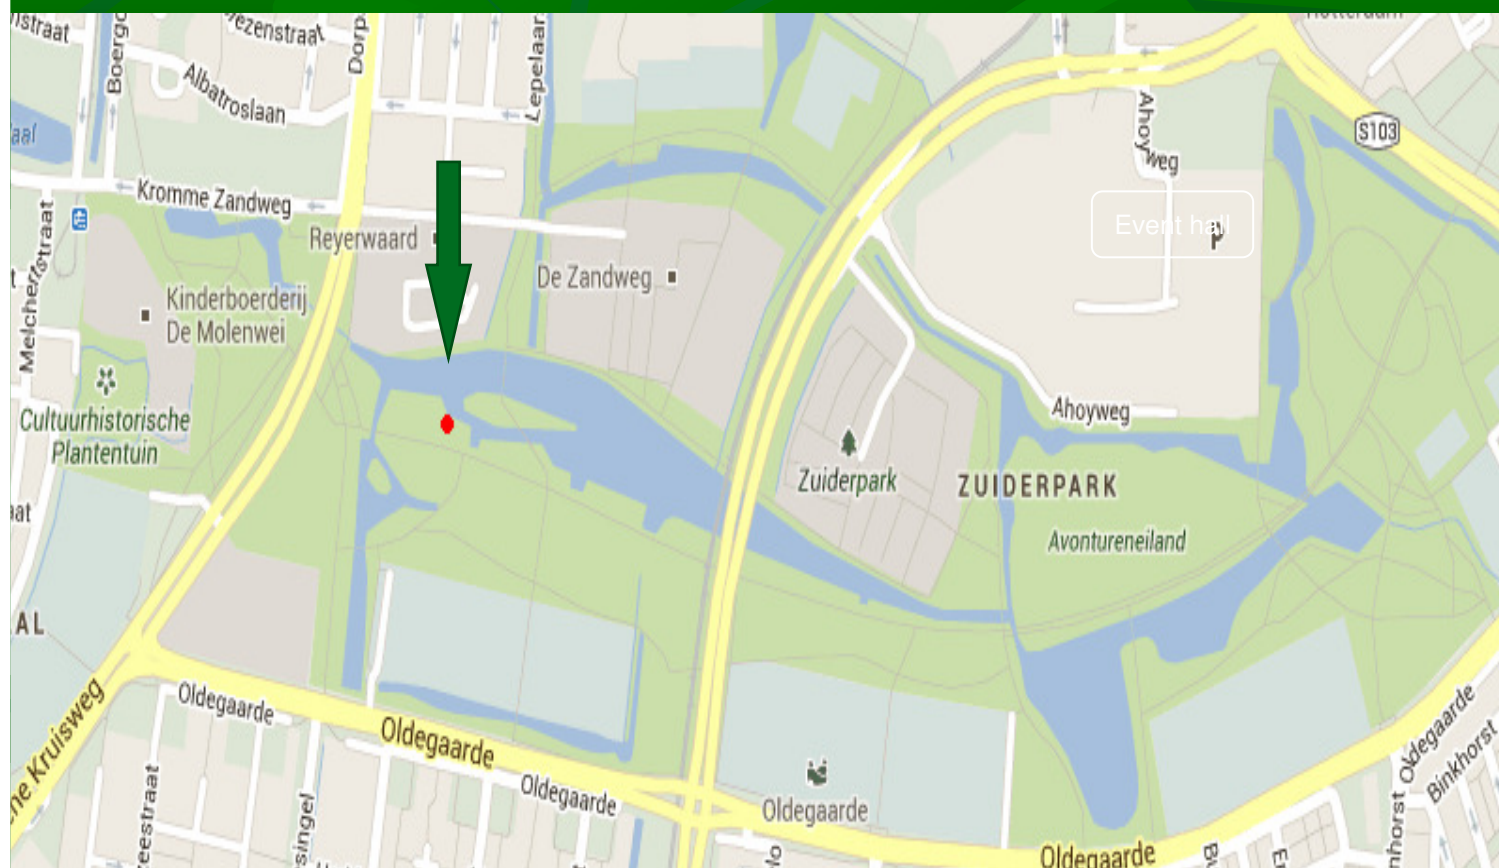 Albatroslaan
Ahoyweg
S103
Kromme Zandweg
Event hall
P
Reyerwaard
De Zandweg
Kinderboerderij
De Molenwei
Cultuurhistorische
Plantentuin
Ahoyweg
Zuiderpark
ZUIDERPARK
Avontureneiland
Oldegaarde
Oldegaarde
Oldegaarde
Oldegaarde
Oldegaarde
Oldegaarde
Binkhorst